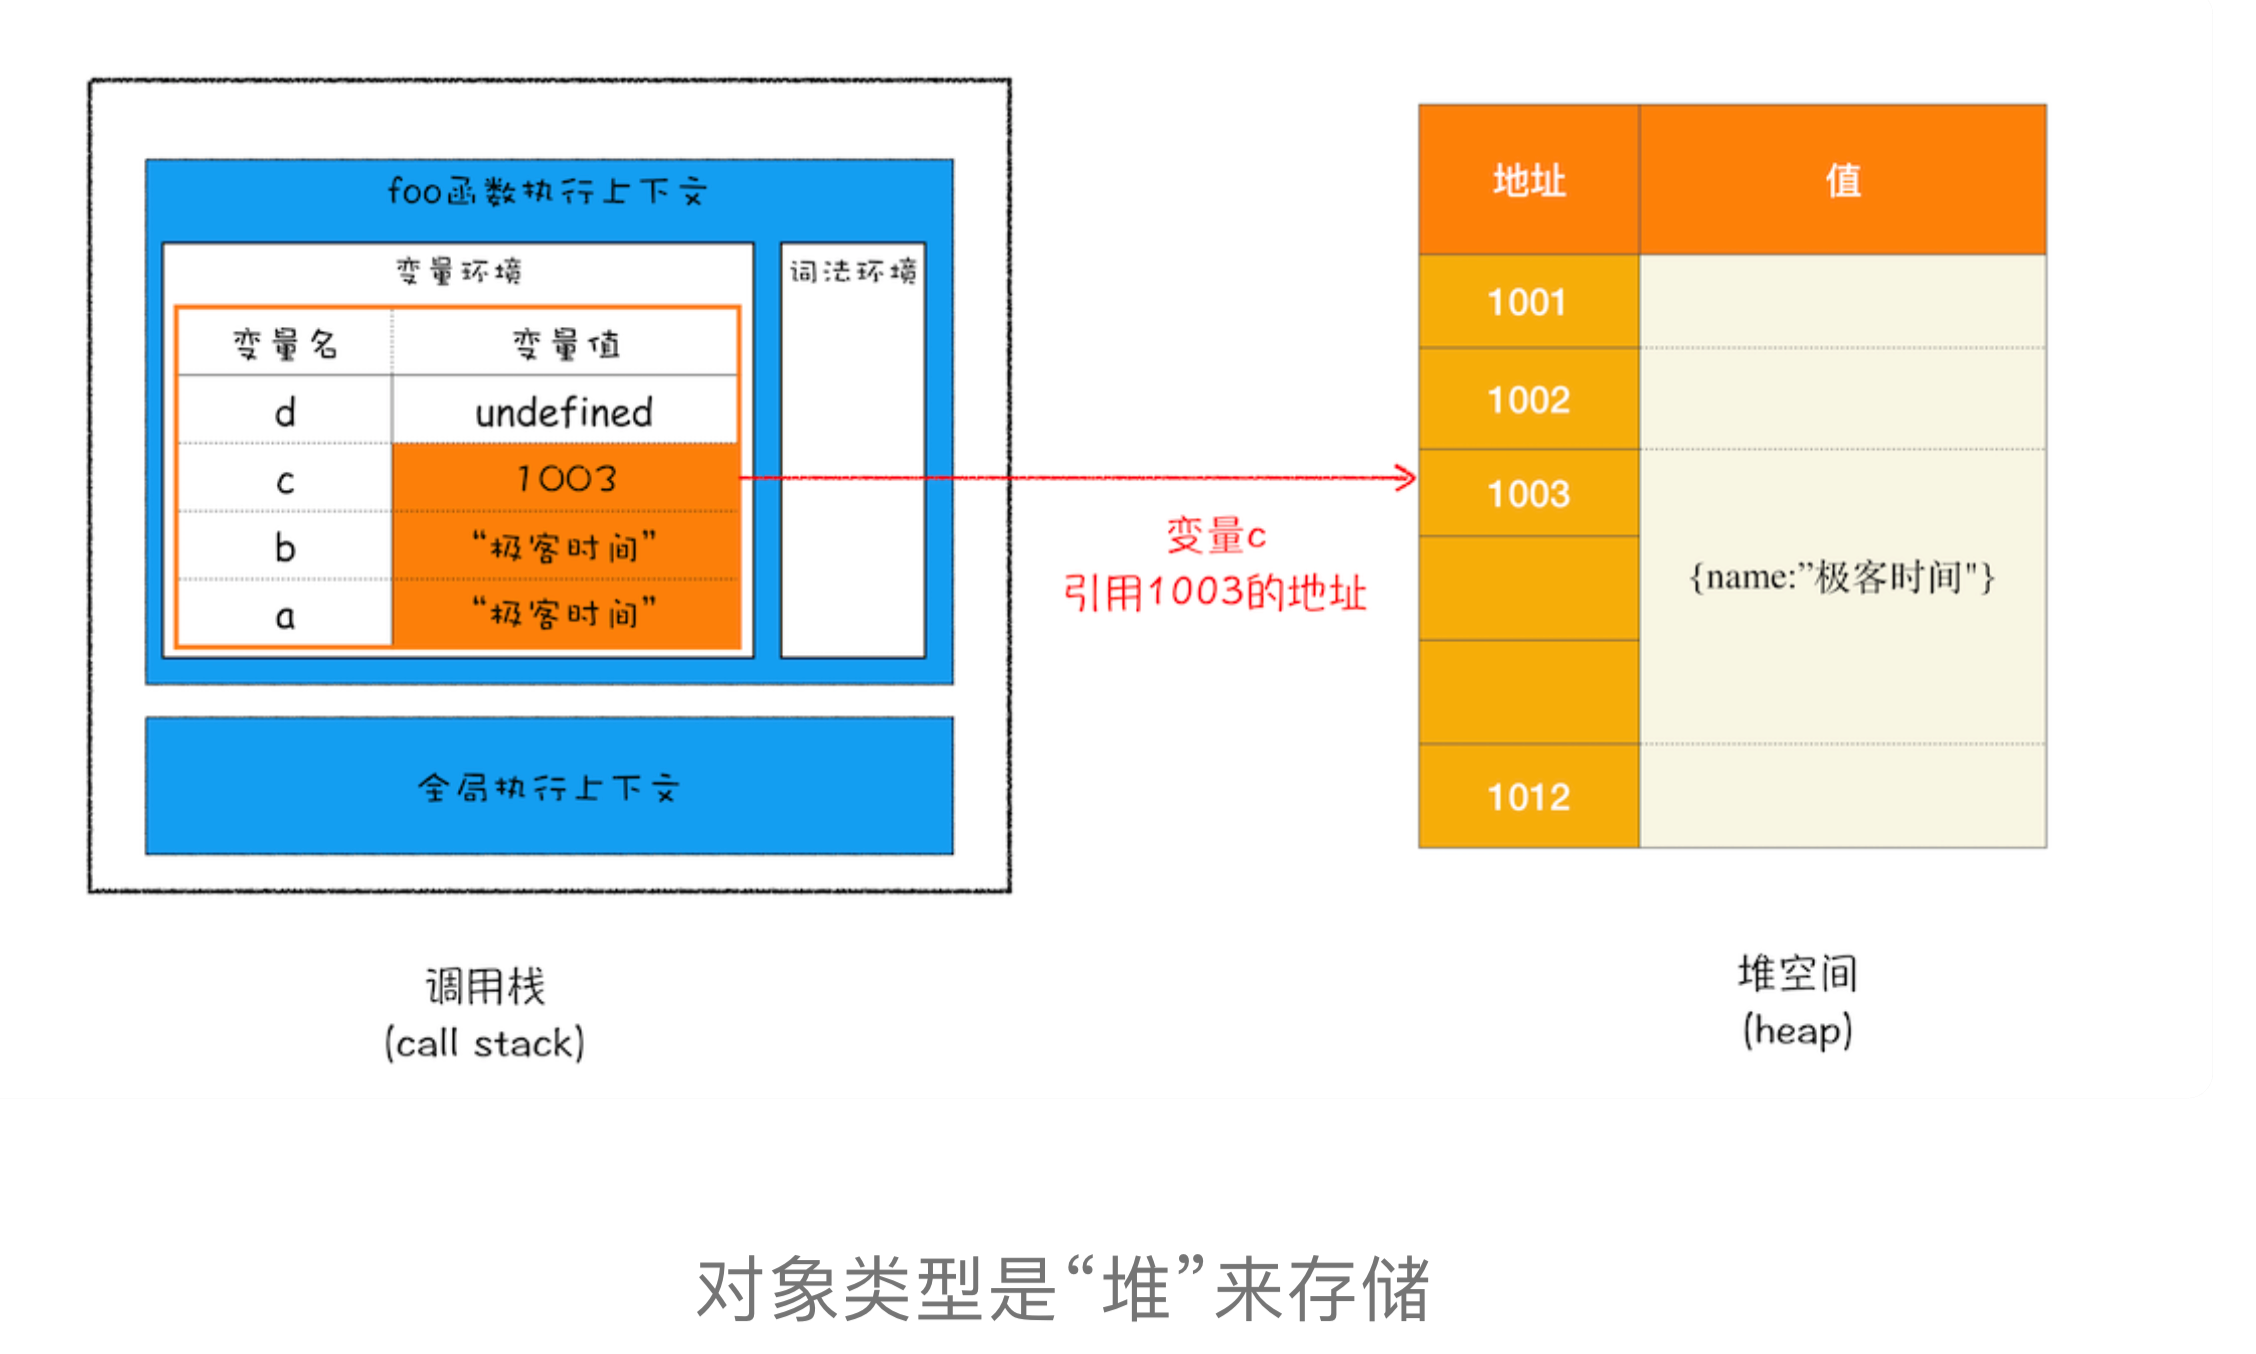 foo函数执行上下文
变量环境
词法环境
变量名 变量值
d undefined
c 1003
b “极客时间”
a “极客时间”
全局执行上下文
调用栈
(call stack)
变量c
引用1003的地址
地址 值
1001
1002
1003
{name:”极客时间"}
1012
堆空间
(heap)
对象类型是“堆”来存储